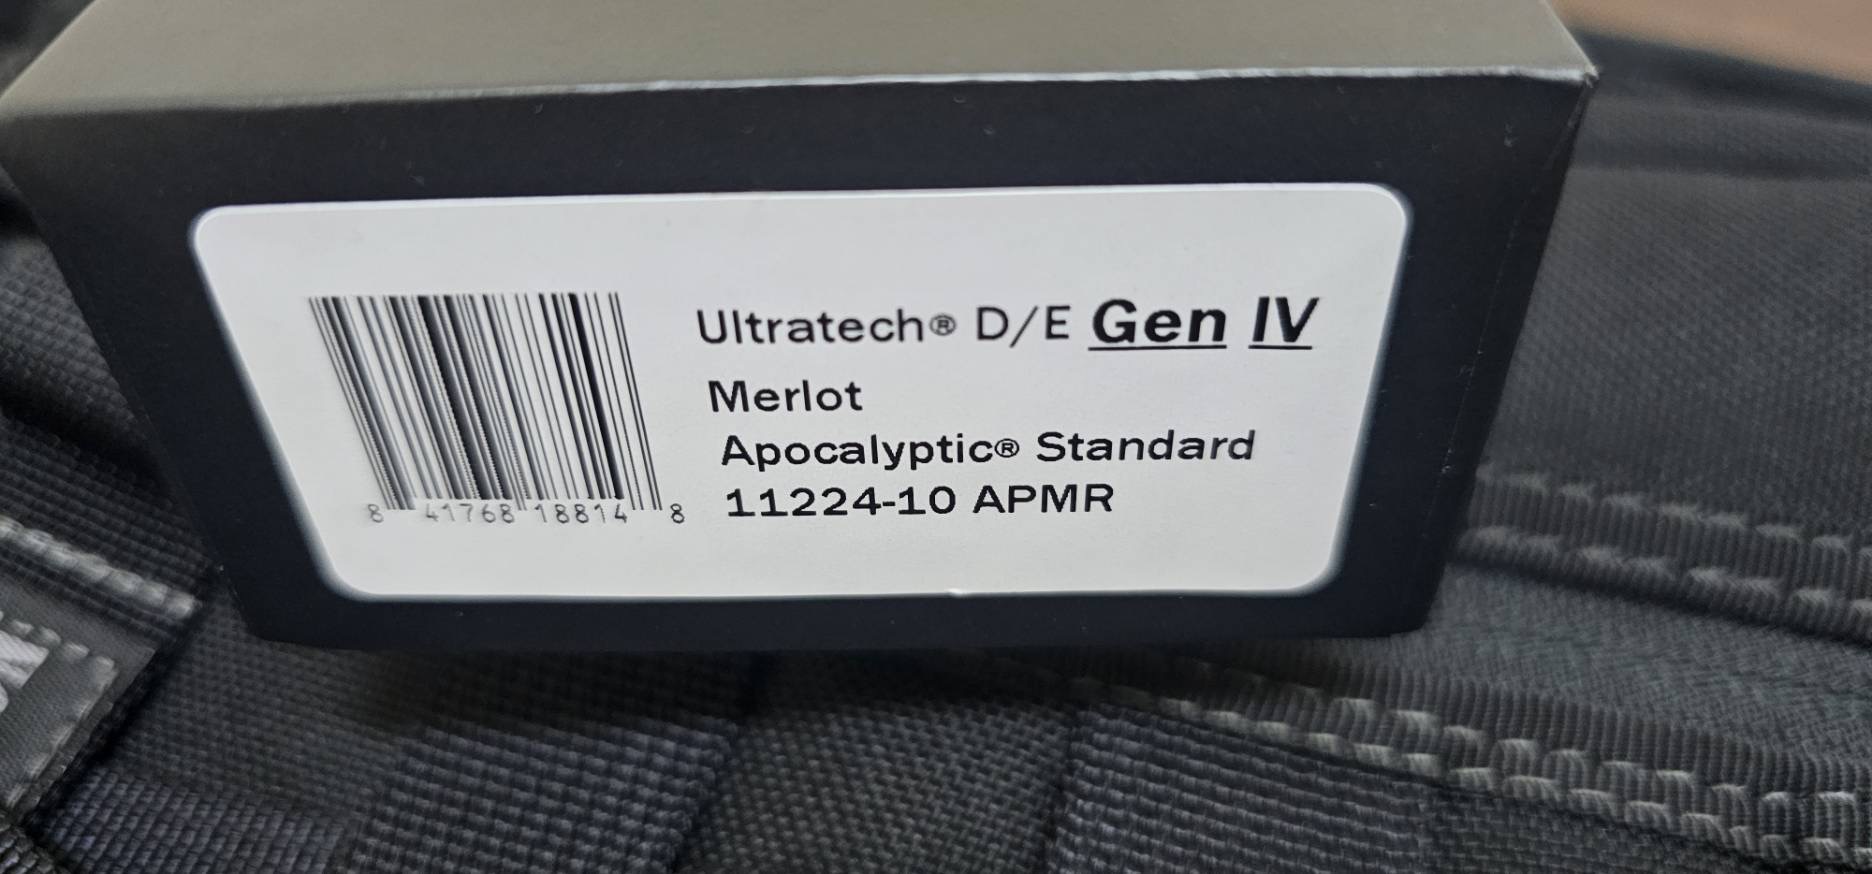 Ultratech® D/E Gen IV
Merlot
Apocalyptic® Standard
11224-10 APMR
8 41768 18814 8